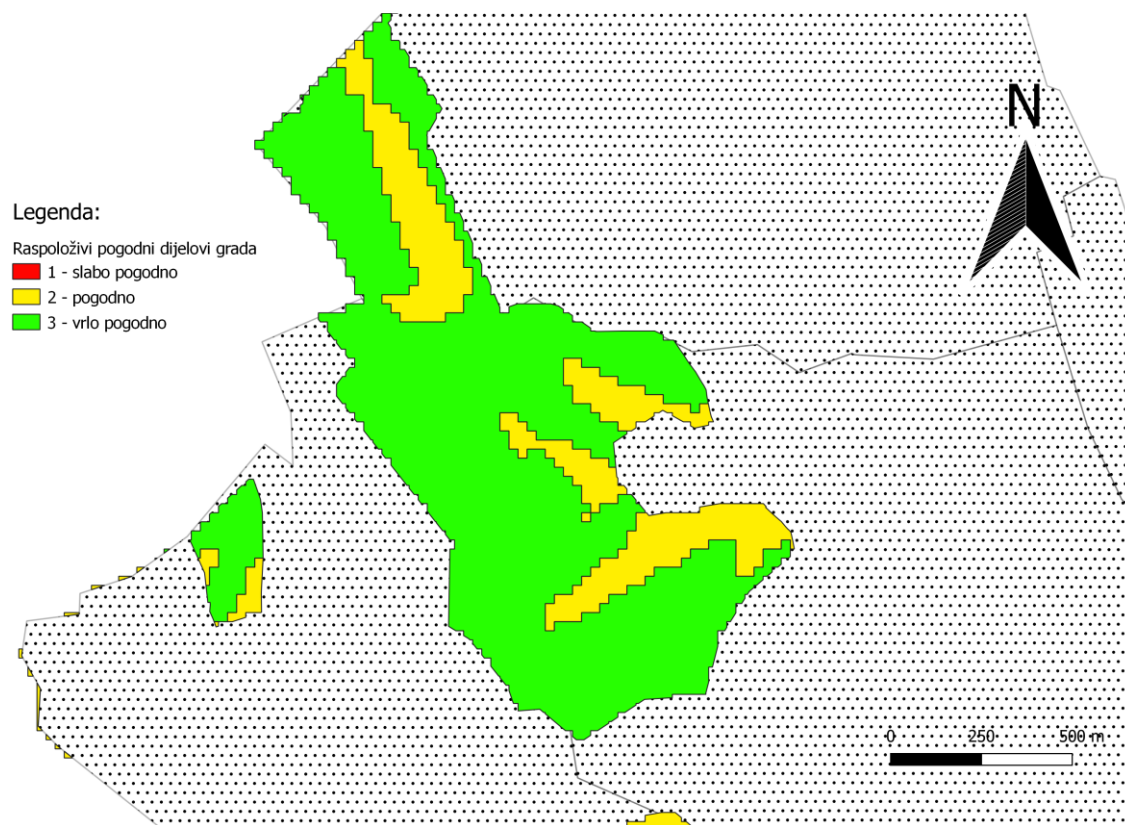 N
Legenda:
Raspoloživi pogodni dijelovi grada
1 - slabo pogodno
2 - pogodno
3 - vrlo pogodno
0 250 500 m